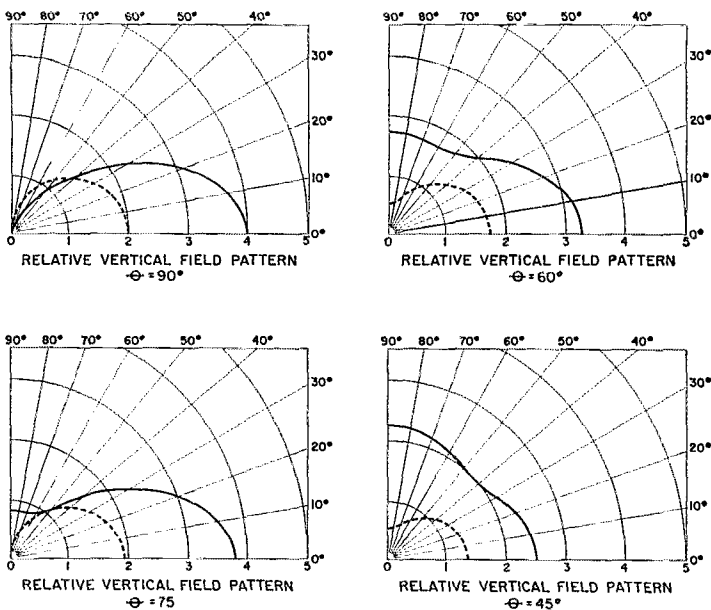 90° 80° 70° 60° 50° 40°
30°
20°
10°
0°
0 1 2 3 4 5
RELATIVE VERTICAL FIELD PATTERN
Θ=90°
90° 80° 70° 60° 50° 40°
30°
20°
10°
0°
0 1 2 3 4 5
RELATIVE VERTICAL FIELD PATTERN
Θ=60°
90° 80° 70° 60° 50° 40°
30°
20°
10°
0°
0 1 2 3 4 5
RELATIVE VERTICAL FIELD PATTERN
Θ=75
90° 80° 70° 60° 50° 40°
30°
20°
10°
0°
0 1 2 3 4 5
RELATIVE VERTICAL FIELD PATTERN
Θ=45°